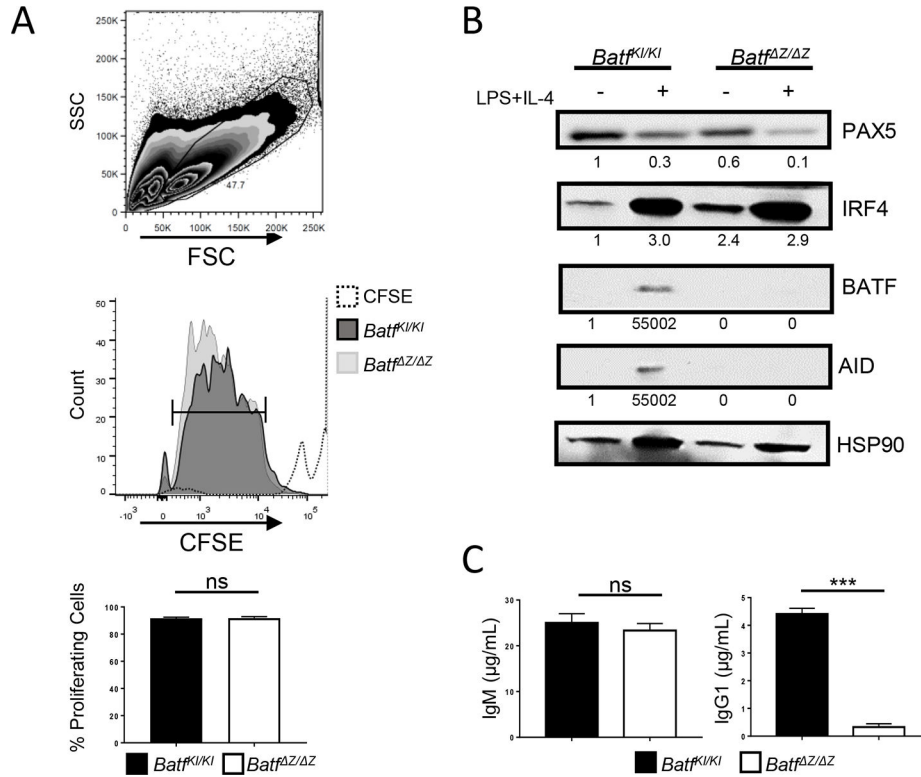 A
SSC
250K
200K
150K
100K
50K
0
47.7
0 50K 100K 150K 200K 250K
FSC
CFSE
Batf^KI/KI
Batf^ΔZ/ΔZ
Count
50
40
30
20
10
0
-10^3 0 10^3 10^4 10^5
CFSE
ns
% Proliferating Cells
100
80
60
40
20
0
Batf^KI/KI Batf^ΔZ/ΔZ
B
Batf^KI/KI Batf^ΔZ/ΔZ
LPS+IL-4 - + - +
PAX5
1 0.3 0.6 0.1
IRF4
1 3.0 2.4 2.9
BATF
1 55002 0 0
AID
1 55002 0 0
HSP90
C
ns
IgM (µg/mL)
30
20
10
0
***
IgG1 (µg/mL)
5
4
3
2
1
0
Batf^KI/KI Batf^ΔZ/ΔZ